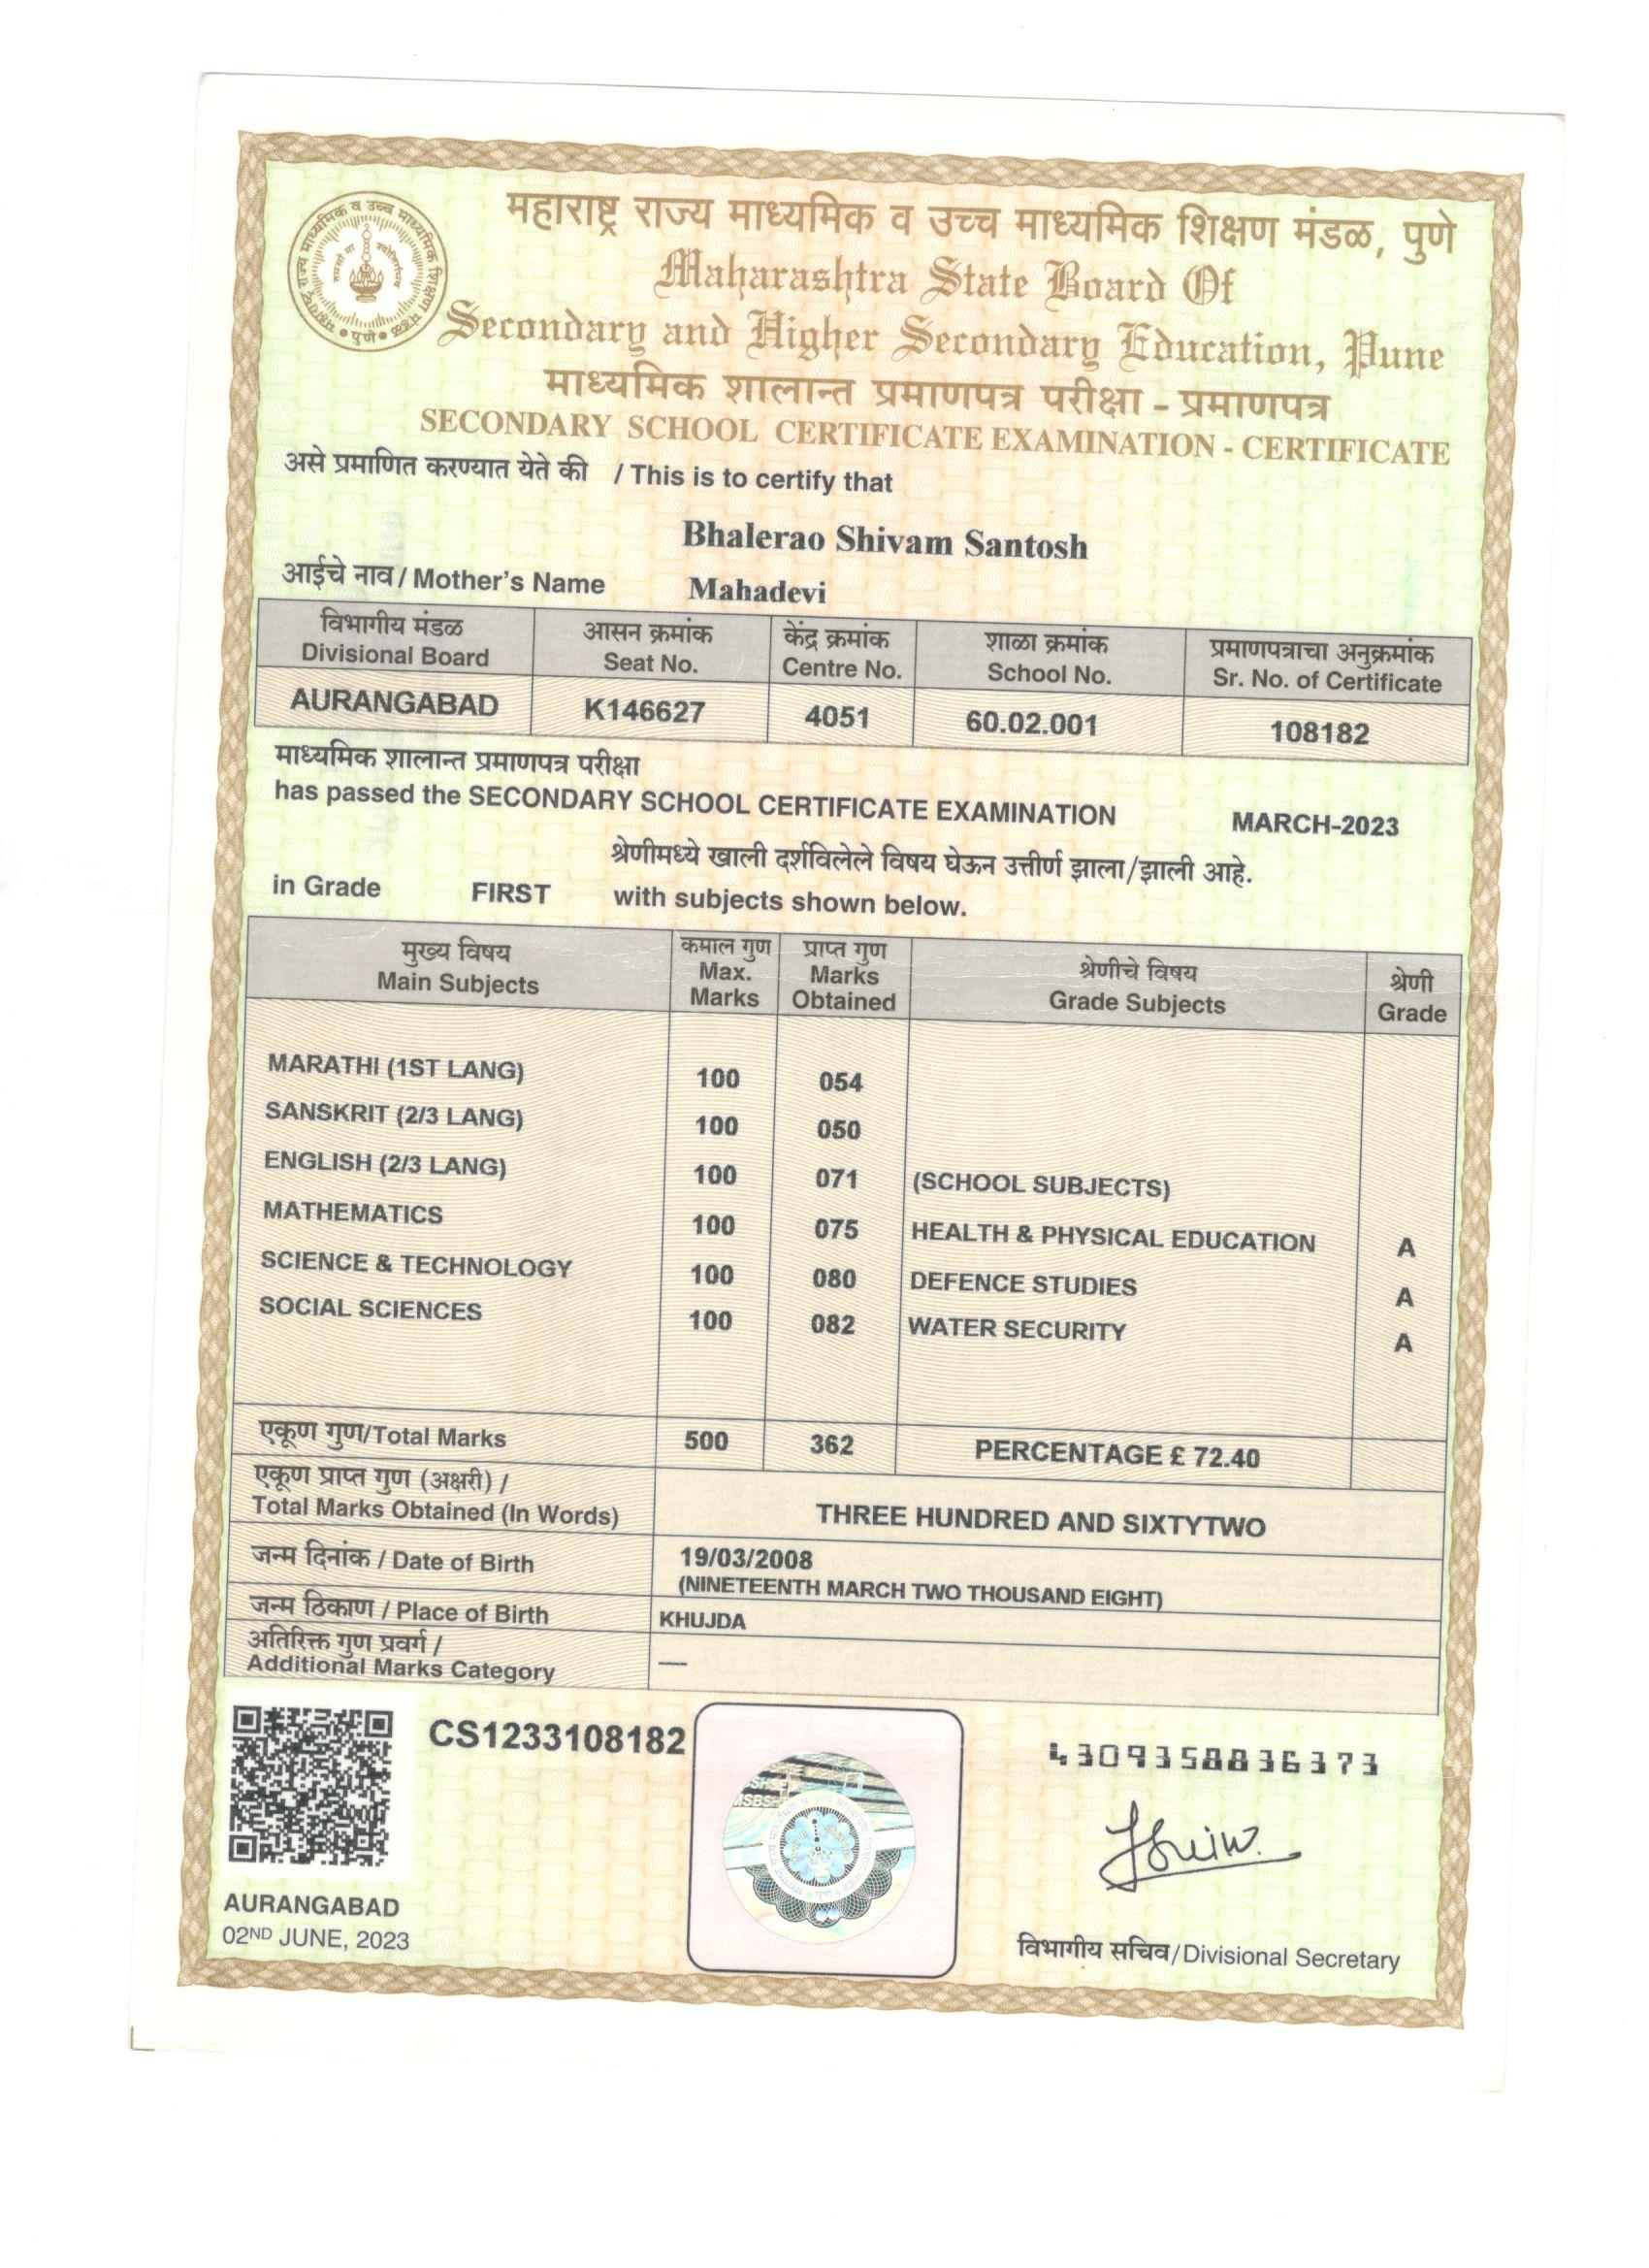 महाराष्ट्र राज्य माध्यमिक व उच्च माध्यमिक शिक्षण मंडळ, पुणे
Maharashtra State Board Of
Secondary and Higher Secondary Education, Pune
माध्यमिक शालान्त प्रमाणपत्र परीक्षा - प्रमाणपत्र
SECONDARY SCHOOL CERTIFICATE EXAMINATION - CERTIFICATE
असे प्रमाणित करण्यात येते की / This is to certify that
Bhalerao Shivam Santosh
आईचे नाव / Mother's Name Mahadevi
विभागीय मंडळ आसन क्रमांक केंद्र क्रमांक शाळा क्रमांक प्रमाणपत्राचा अनुक्रमांक
Divisional Board Seat No. Centre No. School No. Sr. No. of Certificate
AURANGABAD K146627 4051 60.02.001 108182
माध्यमिक शालान्त प्रमाणपत्र परीक्षा
has passed the SECONDARY SCHOOL CERTIFICATE EXAMINATION MARCH-2023
श्रेणीमध्ये खाली दर्शविलेले विषय घेऊन उत्तीर्ण झाला/झाली आहे.
in Grade FIRST with subjects shown below.
मुख्य विषय कमाल गुण प्राप्त गुण श्रेणीचे विषय श्रेणी
Main Subjects Max. Marks Marks Obtained Grade Subjects Grade
MARATHI (1ST LANG) 100 054
SANSKRIT (2/3 LANG) 100 050
ENGLISH (2/3 LANG) 100 071 (SCHOOL SUBJECTS)
MATHEMATICS 100 075 HEALTH & PHYSICAL EDUCATION A
SCIENCE & TECHNOLOGY 100 080 DEFENCE STUDIES A
SOCIAL SCIENCES 100 082 WATER SECURITY A
एकूण गुण/Total Marks 500 362 PERCENTAGE £ 72.40
एकूण प्राप्त गुण (अक्षरी) /
Total Marks Obtained (In Words) THREE HUNDRED AND SIXTYTWO
जन्म दिनांक / Date of Birth 19/03/2008
(NINETEENTH MARCH TWO THOUSAND EIGHT)
जन्म ठिकाण / Place of Birth KHUJDA
अतिरिक्त गुण प्रवर्ग /
Additional Marks Category —
CS1233108182
4309358836373
AURANGABAD
02ND JUNE, 2023
विभागीय सचिव/Divisional Secretary